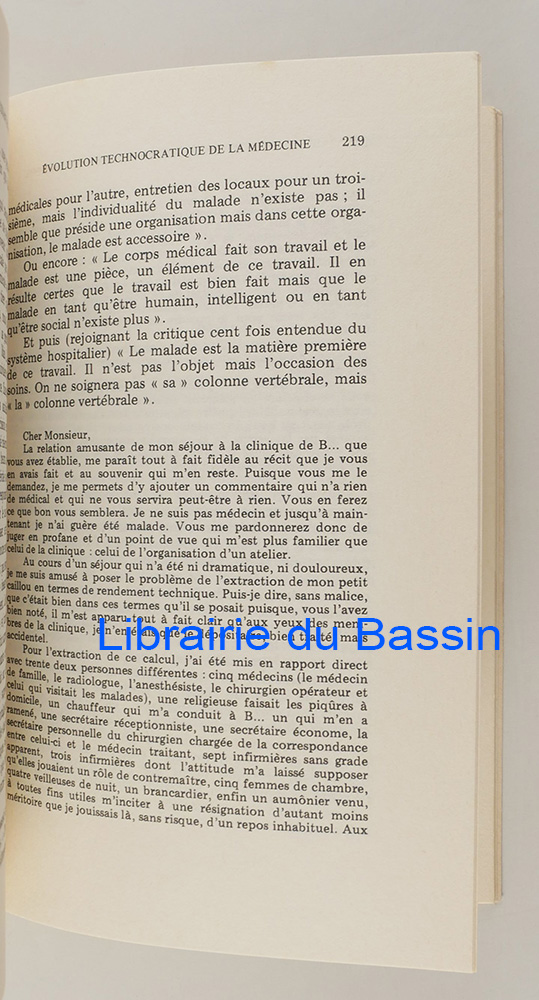 ÉVOLUTION TECHNOCRATIQUE DE LA MÉDECINE 219
médicales pour l'autre, entretien des locaux pour un troi-
sième, mais l'individualité du malade n'existe pas ; il
semble que préside une organisation mais dans cette orga-
nisation, le malade est accessoire ».
Ou encore : « Le corps médical fait son travail et le
malade est une pièce, un élément de ce travail. Il en
résulte certes que le travail est bien fait mais que le
malade en tant qu'être humain, intelligent ou en tant
qu'être social n'existe plus ».
Et puis (rejoignant la critique cent fois entendue du
système hospitalier) « Le malade est la matière première
de ce travail. Il n'est pas l'objet mais l'occasion des
soins. On ne soignera pas « sa » colonne vertébrale, mais
« la » colonne vertébrale ».
Cher Monsieur,
La relation amusante de mon séjour à la clinique de B... que
vous avez établie, me paraît tout à fait fidèle au récit que je vous
en avais fait et au souvenir qui m'en reste. Puisque vous me le
demandez, je me permets d'y ajouter un commentaire qui n'a rien
de médical et qui ne vous servira peut-être à rien. Vous en ferez
ce que bon vous semblera. Je ne suis pas médecin et jusqu'à main-
tenant je n'ai guère été malade. Vous me pardonnerez donc de
juger en profane et d'un point de vue qui m'est plus familier que
celui de la clinique : celui de l'organisation d'un atelier.
Au cours d'un séjour qui n'a été ni dramatique, ni douloureux,
je me suis amusé à poser le problème de l'extraction de mon petit
caillou en termes de rendement technique. Puis-je dire, sans malice,
que c'était bien dans ces termes qu'il se posait puisque, vous l'avez
bien noté, il m'est apparu tout à fait clair qu'aux yeux des mem-
bres de la clinique, je n'en étais que le dépositaire, bien traité, mais
accidentel.
Librairie du Bassin
Pour l'extraction de ce calcul, j'ai été mis en rapport direct
avec trente deux personnes différentes : cinq médecins (le médecin
de famille, le radiologue, l'anesthésiste, le chirurgien opérateur et
celui qui visitait les malades), une religieuse faisait les piqûres à
domicile, un chauffeur qui m'a conduit à B... un qui m'en a
ramené, une secrétaire réceptionniste, une secrétaire économe, la
secrétaire personnelle du chirurgien chargée de la correspondance
entre celui-ci et le médecin traitant, sept infirmières sans grade
apparent, trois infirmières dont l'attitude m'a laissé supposer
qu'elles jouaient un rôle de contremaître, cinq femmes de chambre,
quatre veilleuses de nuit, un brancardier, enfin un aumônier venu,
à toutes fins utiles m'inciter à une résignation d'autant moins
méritoire que je jouissais là, sans risque, d'un repos inhabituel. Aux